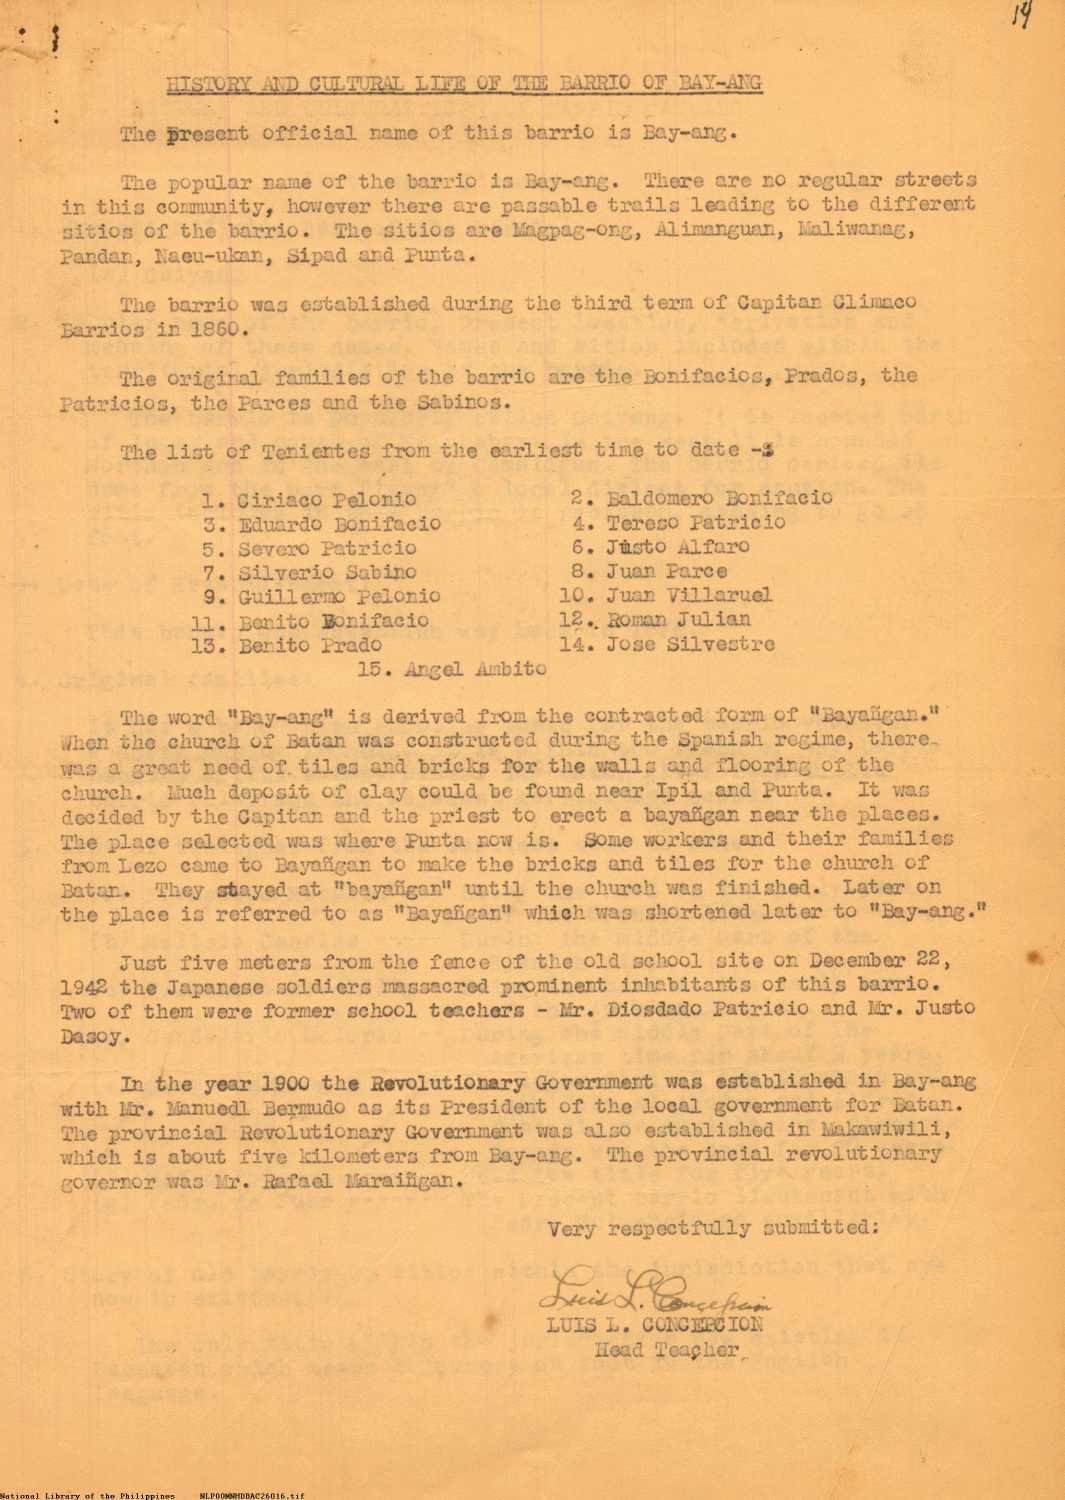 14
HISTORY AND CULTURAL LIFE OF THE BARRIO OF BAY-ANG
The present official name of this barrio is Bay-ang.
The popular name of the barrio is Bay-ang. There are no regular streets
in this community, however there are passable trails leading to the different
sitios of the barrio. The sitios are Magpag-ong, Alimanguan, Maliwanag,
Pandan, Naeu-ukan, Sipad and Punta.
The barrio was established during the third term of Capitan Climaco
Barrios in 1860.
The original families of the barrio are the Bonifacios, Prados, the
Patricios, the Parces and the Sabinos.
The list of Tenientes from the earliest time to date -s
1. Ciriaco Pelonio 2. Baldomero Bonifacio
3. Eduardo Bonifacio 4. Tereso Patricio
5. Severo Patricio 6. Justo Alfaro
7. Silverio Sabino 8. Juan Parce
9. Guillermo Pelonio 10. Juan Villaruel
11. Benito Bonifacio 12. Roman Julian
13. Benito Prado 14. Jose Silvestre
15. Angel Ambito
The word "Bay-ang" is derived from the contracted form of "Bayañgan."
When the church of Batan was constructed during the Spanish regime, there
was a great need of tiles and bricks for the walls and flooring of the
church. Much deposit of clay could be found near Ipil and Punta. It was
decided by the Capitan and the priest to erect a bayañgan near the places.
The place selected was where Punta now is. Some workers and their families
from Lezo came to Bayañgan to make the bricks and tiles for the church of
Batan. They stayed at "bayañgan" until the church was finished. Later on
the place is referred to as "Bayañgan" which was shortened later to "Bay-ang."
Just five meters from the fence of the old school site on December 22,
1942 the Japanese soldiers massacred prominent inhabitants of this barrio.
Two of them were former school teachers - Mr. Diosdado Patricio and Mr. Justo
Dasoy.
In the year 1900 the Revolutionary Government was established in Bay-ang
with Mr. Manuedl Bermudo as its President of the local government for Batan.
The provincial Revolutionary Government was also established in Makawiwili,
which is about five kilometers from Bay-ang. The provincial revolutionary
governor was Mr. Rafael Maraiñgan.
Very respectfully submitted:
Luis L. Concepcion
LUIS L. CONCEPCION
Head Teacher
National Library of the Philippines NLPOOMNHDBAC26016.tif